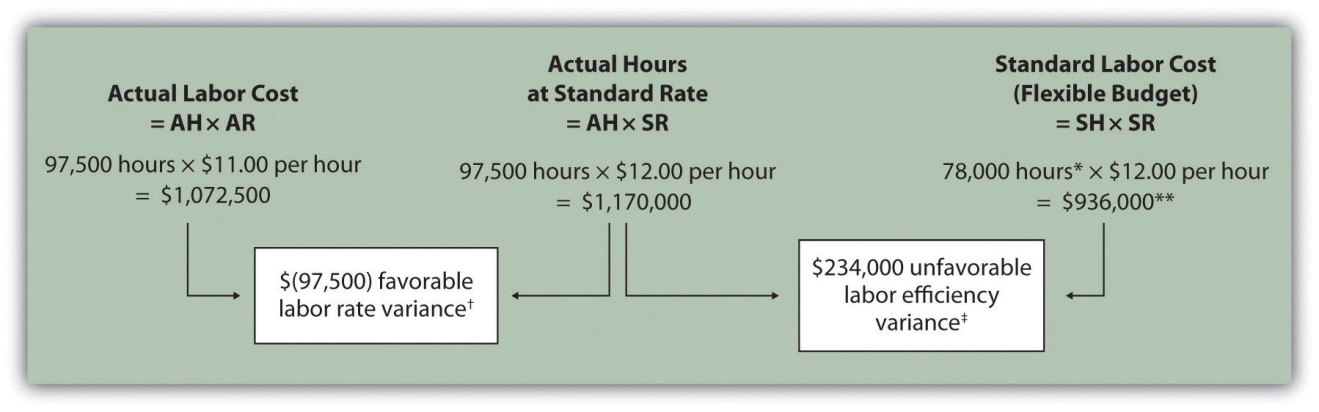 Actual Labor Cost
= AH × AR
97,500 hours × $11.00 per hour
= $1,072,500
Actual Hours
at Standard Rate
= AH × SR
97,500 hours × $12.00 per hour
= $1,170,000
Standard Labor Cost
(Flexible Budget)
= SH × SR
78,000 hours* × $12.00 per hour
= $936,000**
$(97,500) favorable
labor rate variance†
$234,000 unfavorable
labor efficiency
variance‡